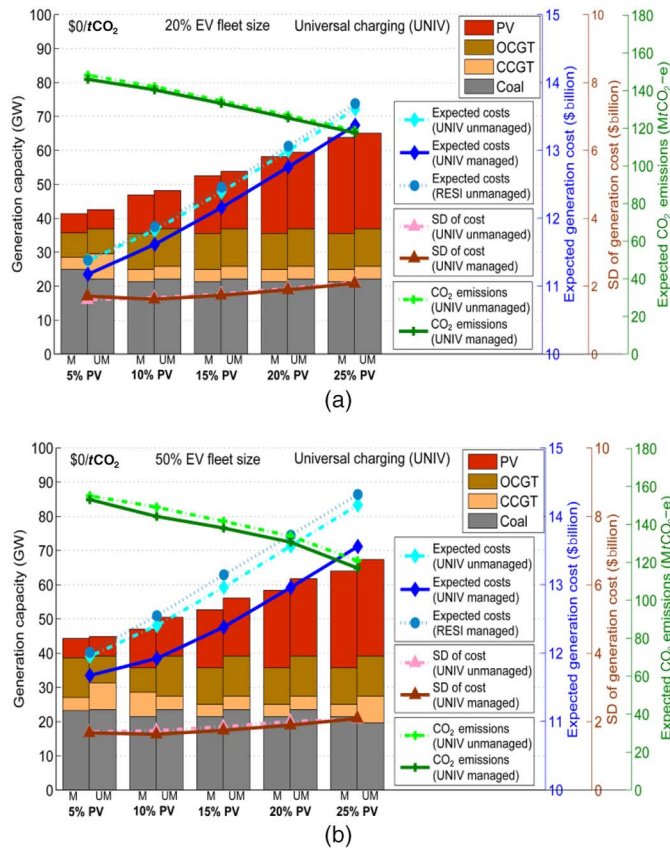 $0/tCO₂ 20% EV fleet size Universal charging (UNIV)
PV
OCGT
CCGT
Coal
Expected costs
(UNIV unmanaged)
Expected costs
(UNIV managed)
Expected costs
(RESI unmanaged)
SD of cost
(UNIV unmanaged)
SD of cost
(UNIV managed)
CO₂ emissions
(UNIV unmanaged)
CO₂ emissions
(UNIV managed)
Generation capacity (GW)
100
90
80
70
60
50
40
30
20
10
0
M UM M UM M UM M UM M UM
5% PV 10% PV 15% PV 20% PV 25% PV
15
14
13
12
11
10
Expected generation cost ($billion)
10
8
6
4
2
0
SD of generation cost ($billion)
180
160
140
120
100
80
60
40
20
0
Expected CO₂ emissions (MtCO₂-e)
(a)
$0/tCO₂ 50% EV fleet size Universal charging (UNIV)
PV
OCGT
CCGT
Coal
Expected costs
(UNIV unmanaged)
Expected costs
(UNIV managed)
Expected costs
(RESI managed)
SD of cost
(UNIV unmanaged)
SD of cost
(UNIV managed)
CO₂ emissions
(UNIV unmanaged)
CO₂ emissions
(UNIV managed)
Generation capacity (GW)
100
90
80
70
60
50
40
30
20
10
0
M UM M UM M UM M UM M UM
5% PV 10% PV 15% PV 20% PV 25% PV
15
14
13
12
11
10
Expected generation cost ($billion)
10
8
6
4
2
0
SD of generation cost ($billion)
180
160
140
120
100
80
60
40
20
0
Expected CO₂ emissions (MtCO₂-e)
(b)